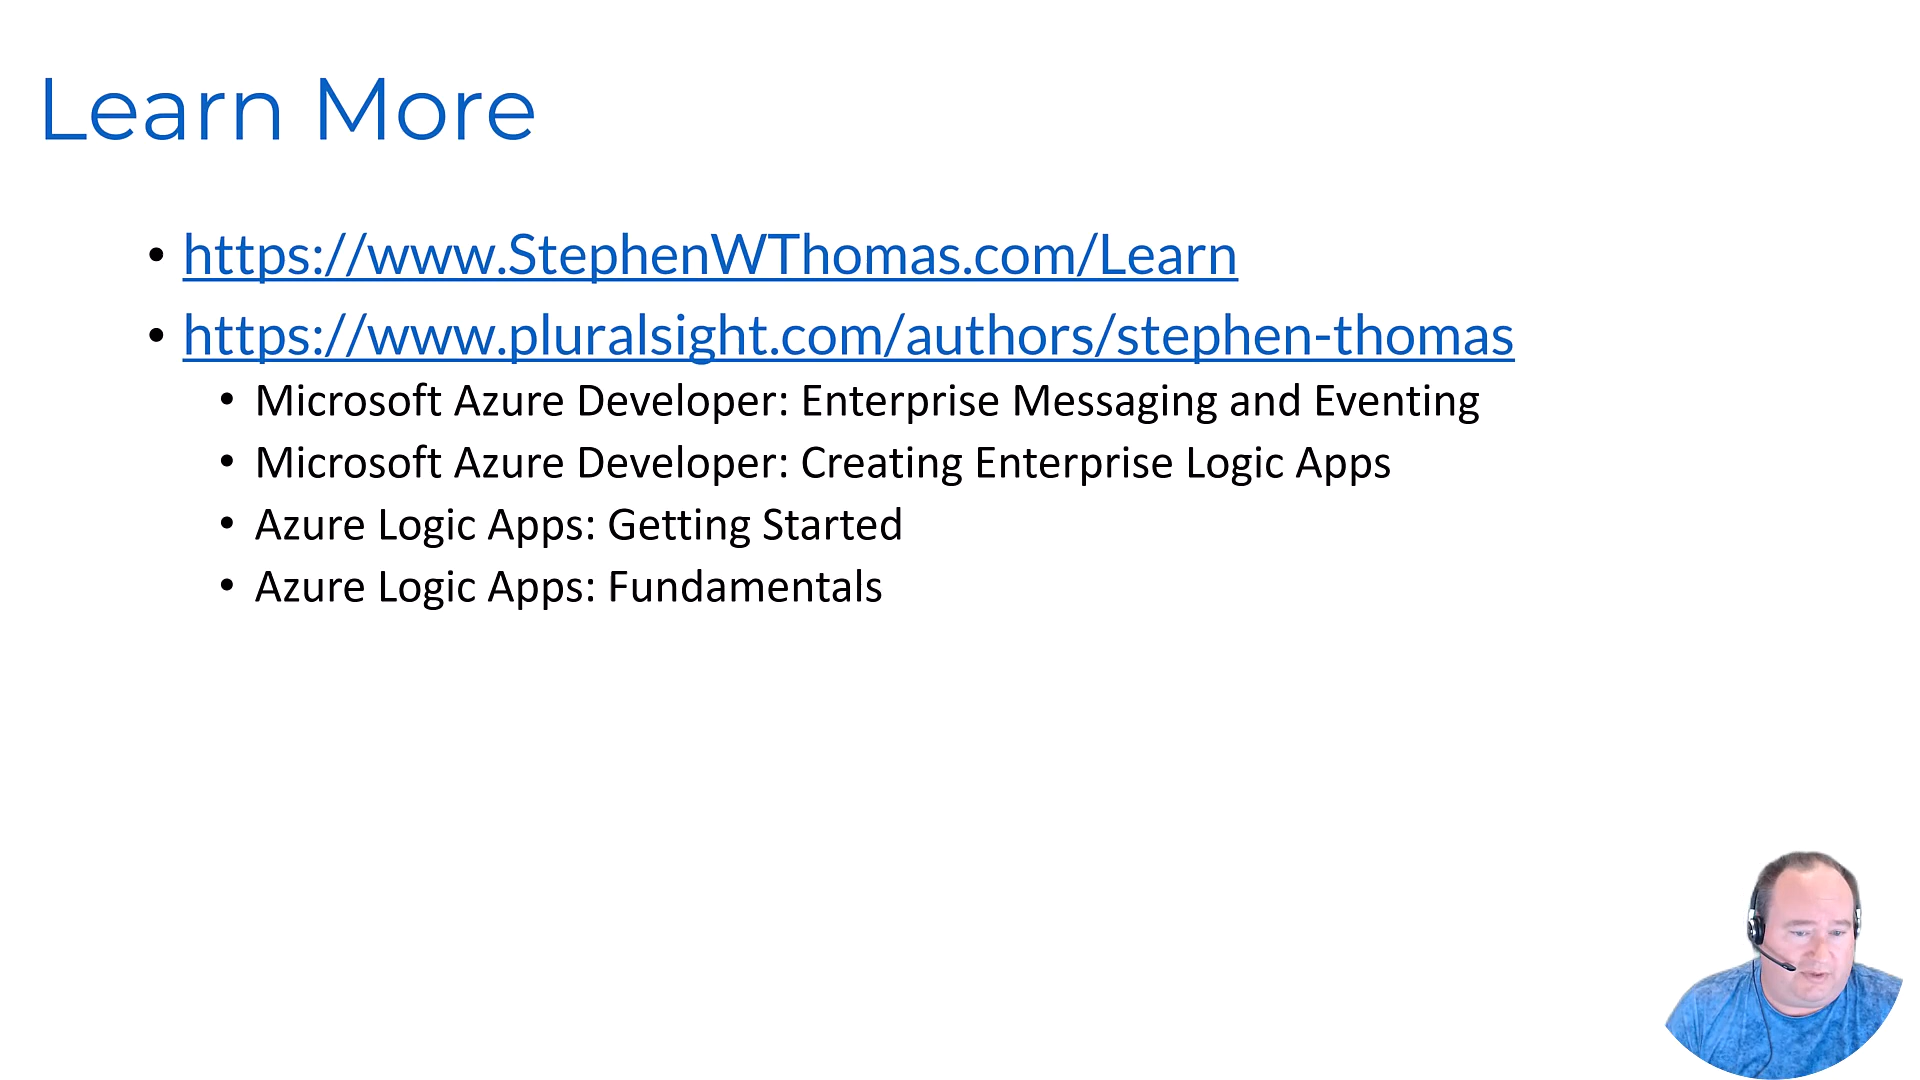 Learn More
• https://www.StephenWThomas.com/Learn
• https://www.pluralsight.com/authors/stephen-thomas
• Microsoft Azure Developer: Enterprise Messaging and Eventing
• Microsoft Azure Developer: Creating Enterprise Logic Apps
• Azure Logic Apps: Getting Started
• Azure Logic Apps: Fundamentals